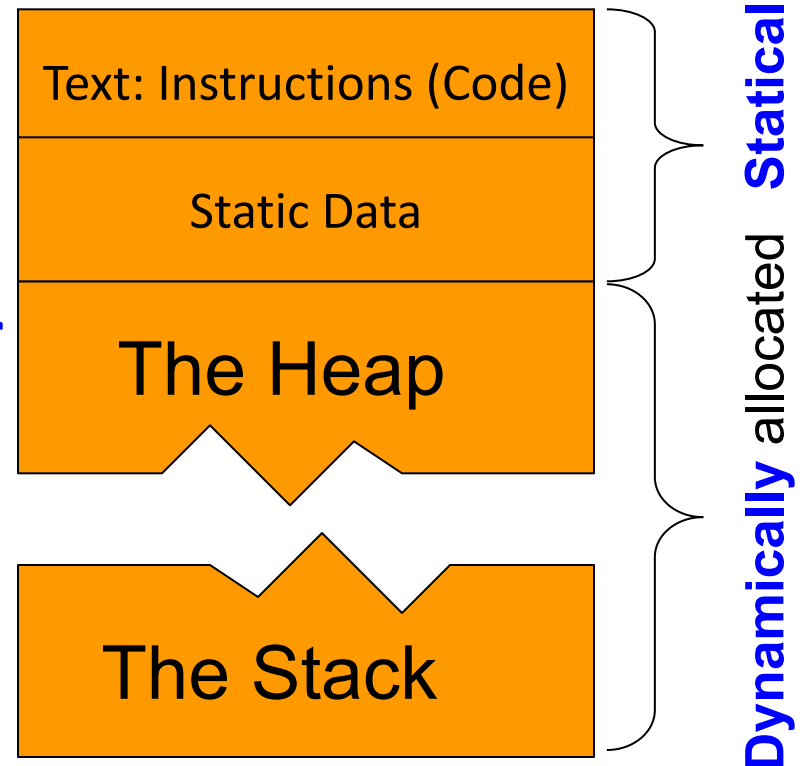 Text: Instructions (Code)
Static Data
The Heap
The Stack
Statical
Dynamically allocated